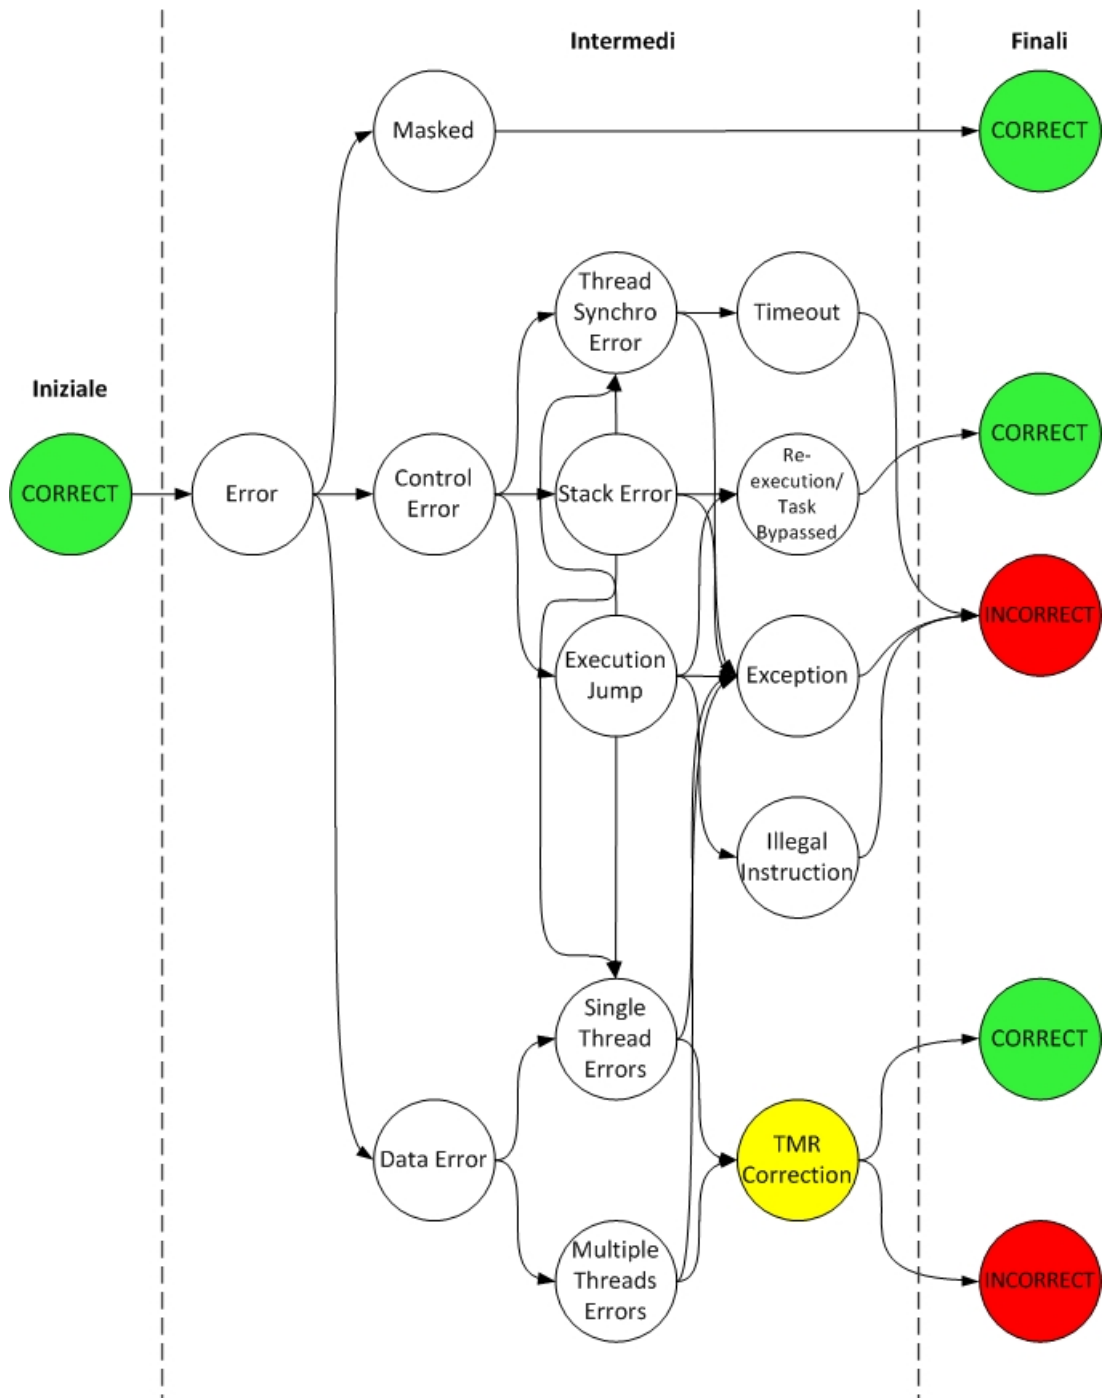 Intermedi
Finali
Masked
CORRECT
Thread
Synchro
Error
Timeout
Iniziale
CORRECT
CORRECT
Error
Control
Error
Stack Error
Re-
execution/
Task
Bypassed
INCORRECT
Execution
Jump
Exception
Illegal
Instruction
Single
Thread
Errors
CORRECT
Data Error
TMR
Correction
Multiple
Threads
Errors
INCORRECT